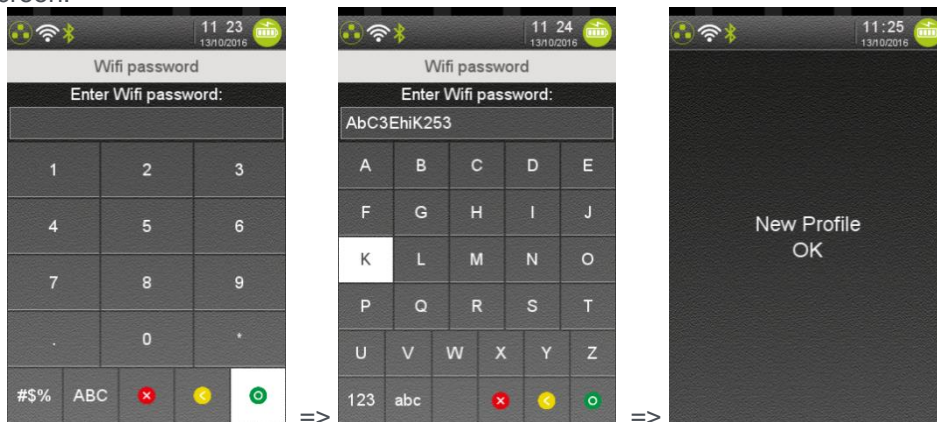 11 23
13/10/2016
Wifi password
Enter Wifi password:
1 2 3
4 5 6
7 8 9
. 0 *
#$% ABC
=>
11 24
13/10/2016
Wifi password
Enter Wifi password:
AbC3EhiK253
A B C D E
F G H I J
K L M N O
P Q R S T
U V W X Y Z
123 abc
=>
11:25
13/10/2016
New Profile
OK